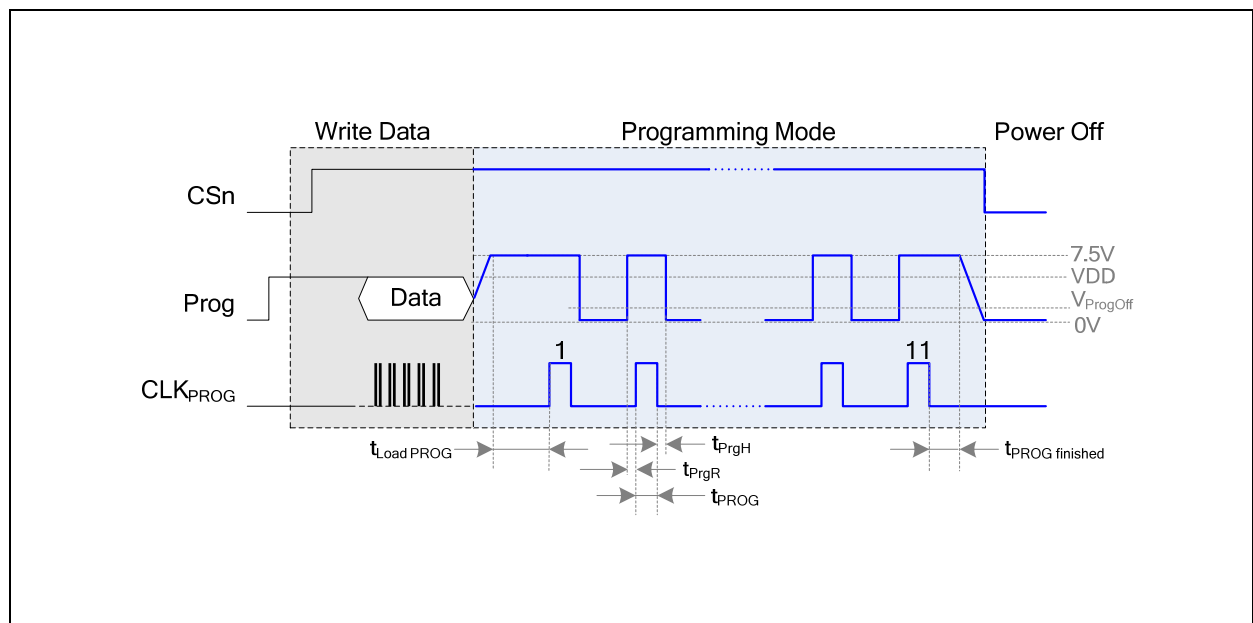 Write Data Programming Mode Power Off
CSn
7.5V
VDD
Prog Data
VProgOff
0V
1 11
CLKPROG
tLoad PROG tPrgH tPROG finished
tPrgR
tPROG